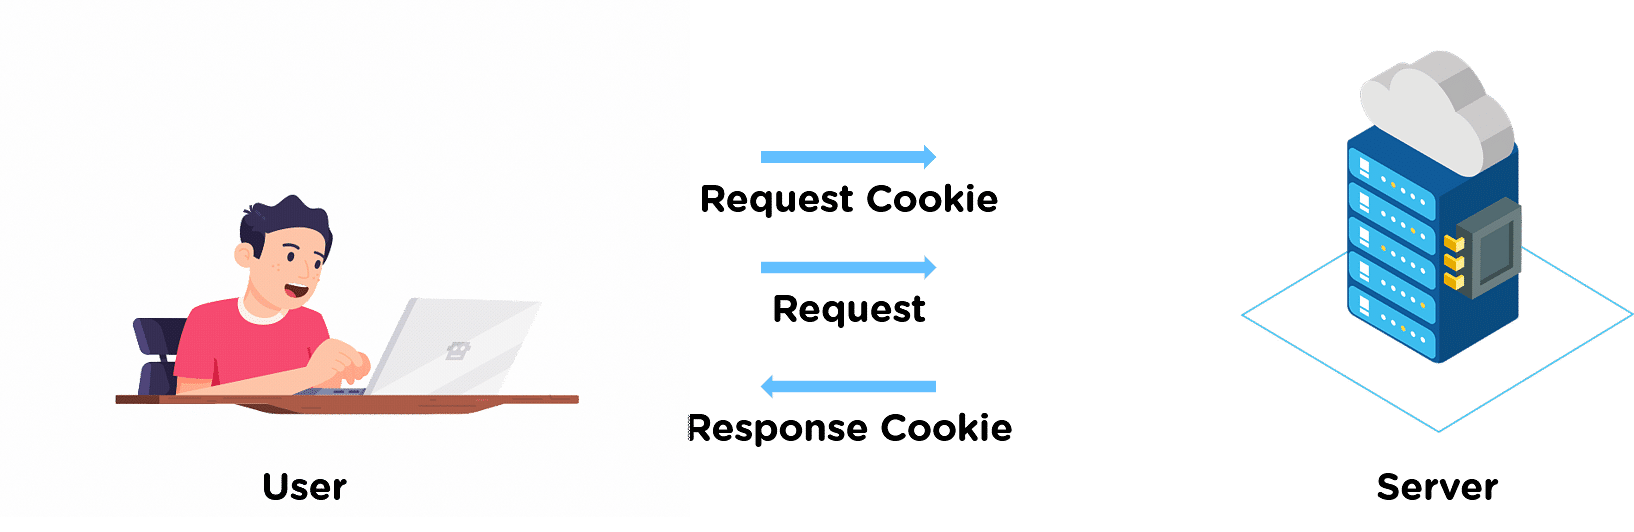 Request Cookie
Request
Response Cookie
User
Server